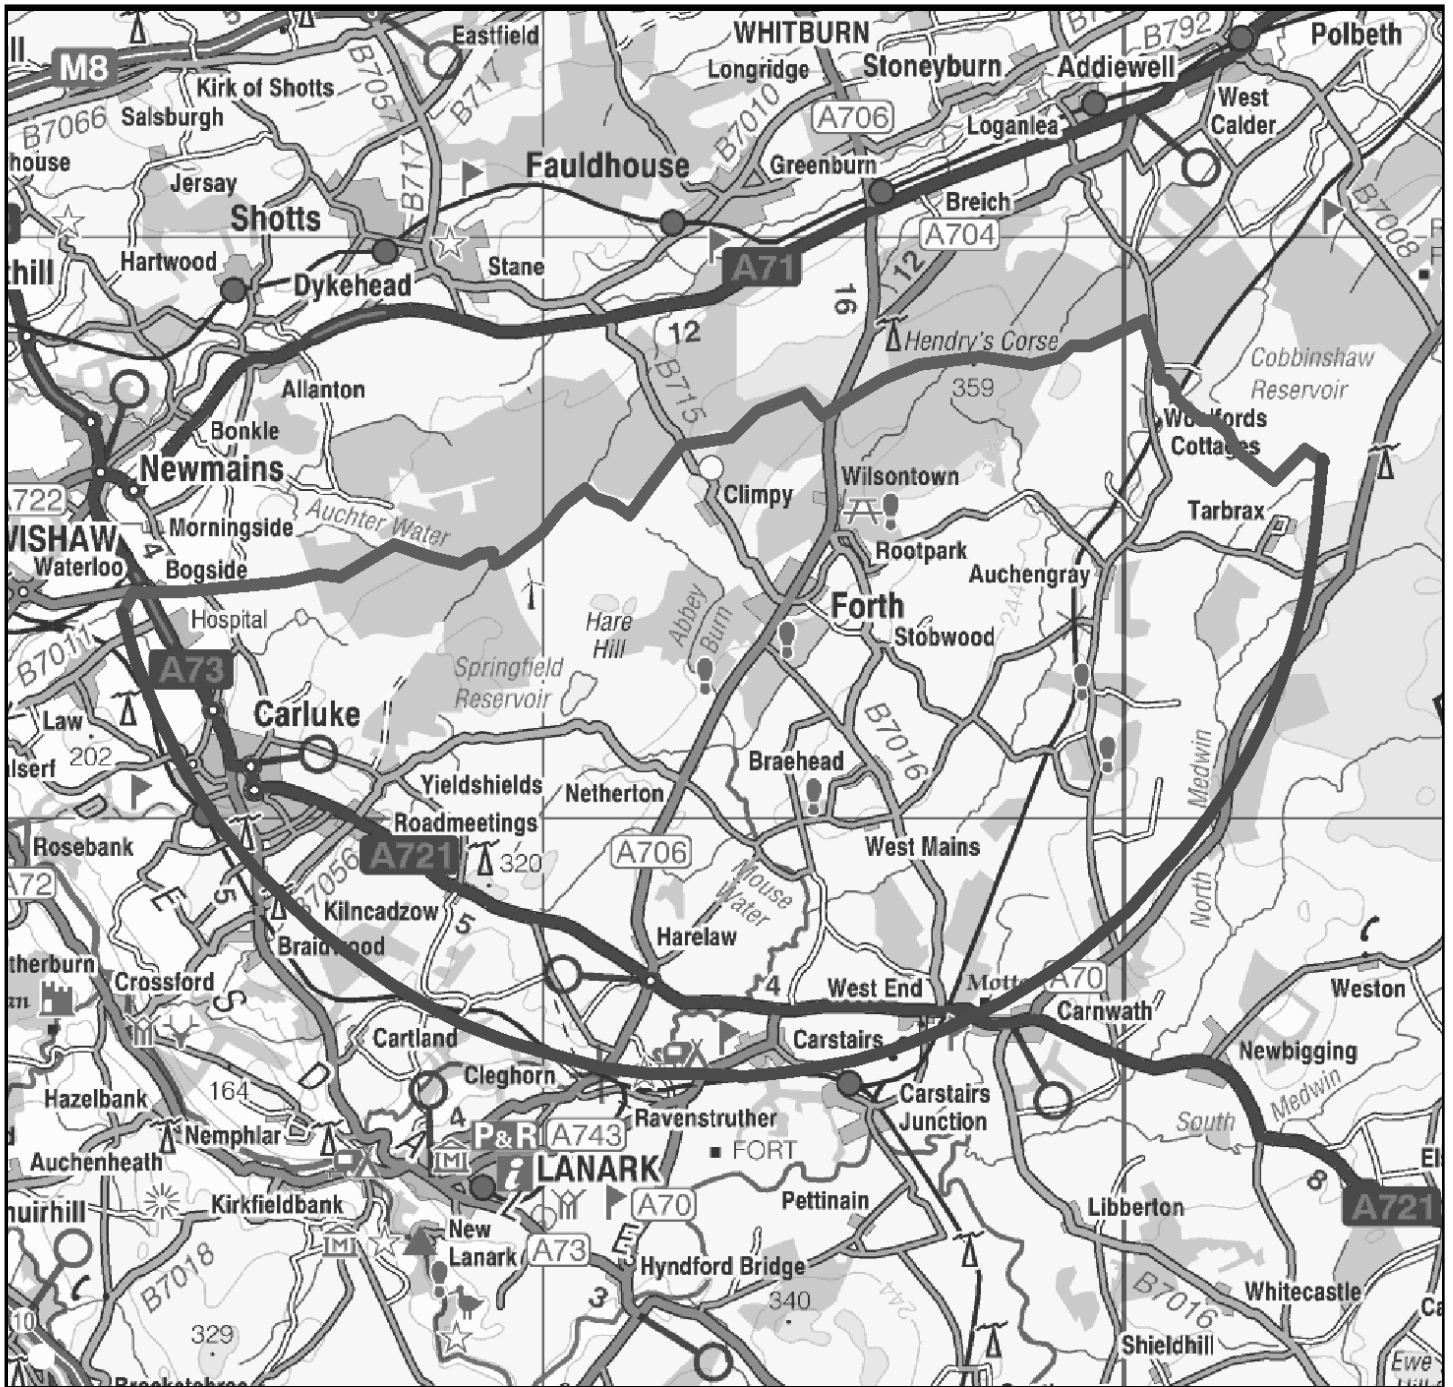 Eastfield
WHITBURN
B792
Polbeth
M8
B7057
B717
Longridge
Stoneyburn
Addiewell
Kirk of Shotts
B7010
A706
West
Calder
B7066
Salsburgh
Loganlea
Jersay
B717
Fauldhouse
Greenburn
Shotts
Breich
A704
B7008
Hartwood
Dykehead
Stane
A71
12
16
12
Hendry's Corse
359
Cobbinshaw
Reservoir
Allanton
B715
Bonkle
Woolfords
Cottages
Newmains
Wilsontown
Climpy
Auchter Water
Morningside
Tarbrax
4
Waterloo
Bogside
Rootpark
Auchengray
Hospital
Hare
Hill
Abbey
Burn
Forth
Stobwood
244
B7011
A73
Springfield
Reservoir
Law
202
Carluke
B7016
North Medwin
Braehead
Yieldshields
Netherton
Roadmeetings
A721
320
A706
West Mains
Rosebank
A72
Mouse
Water
B7056
5
Kilncadzow
5
Braidwood
Harelaw
Crossford
4
West End
Motte
A70
Carnwath
Weston
Cartland
Carstairs
Newbigging
Cleghorn
164
Hazelbank
4
Ravenstruther
Carstairs
Junction
South Medwin
Nemphlar
P&R
A743
FORT
Auchenheath
LANARK
8
A721
Kirkfieldbank
A70
Pettinain
Libberton
New
Lanark
A73
Hyndford Bridge
B7018
3
340
244
B7016
Whitecastle
329
Shieldhill
CLYDESDALE